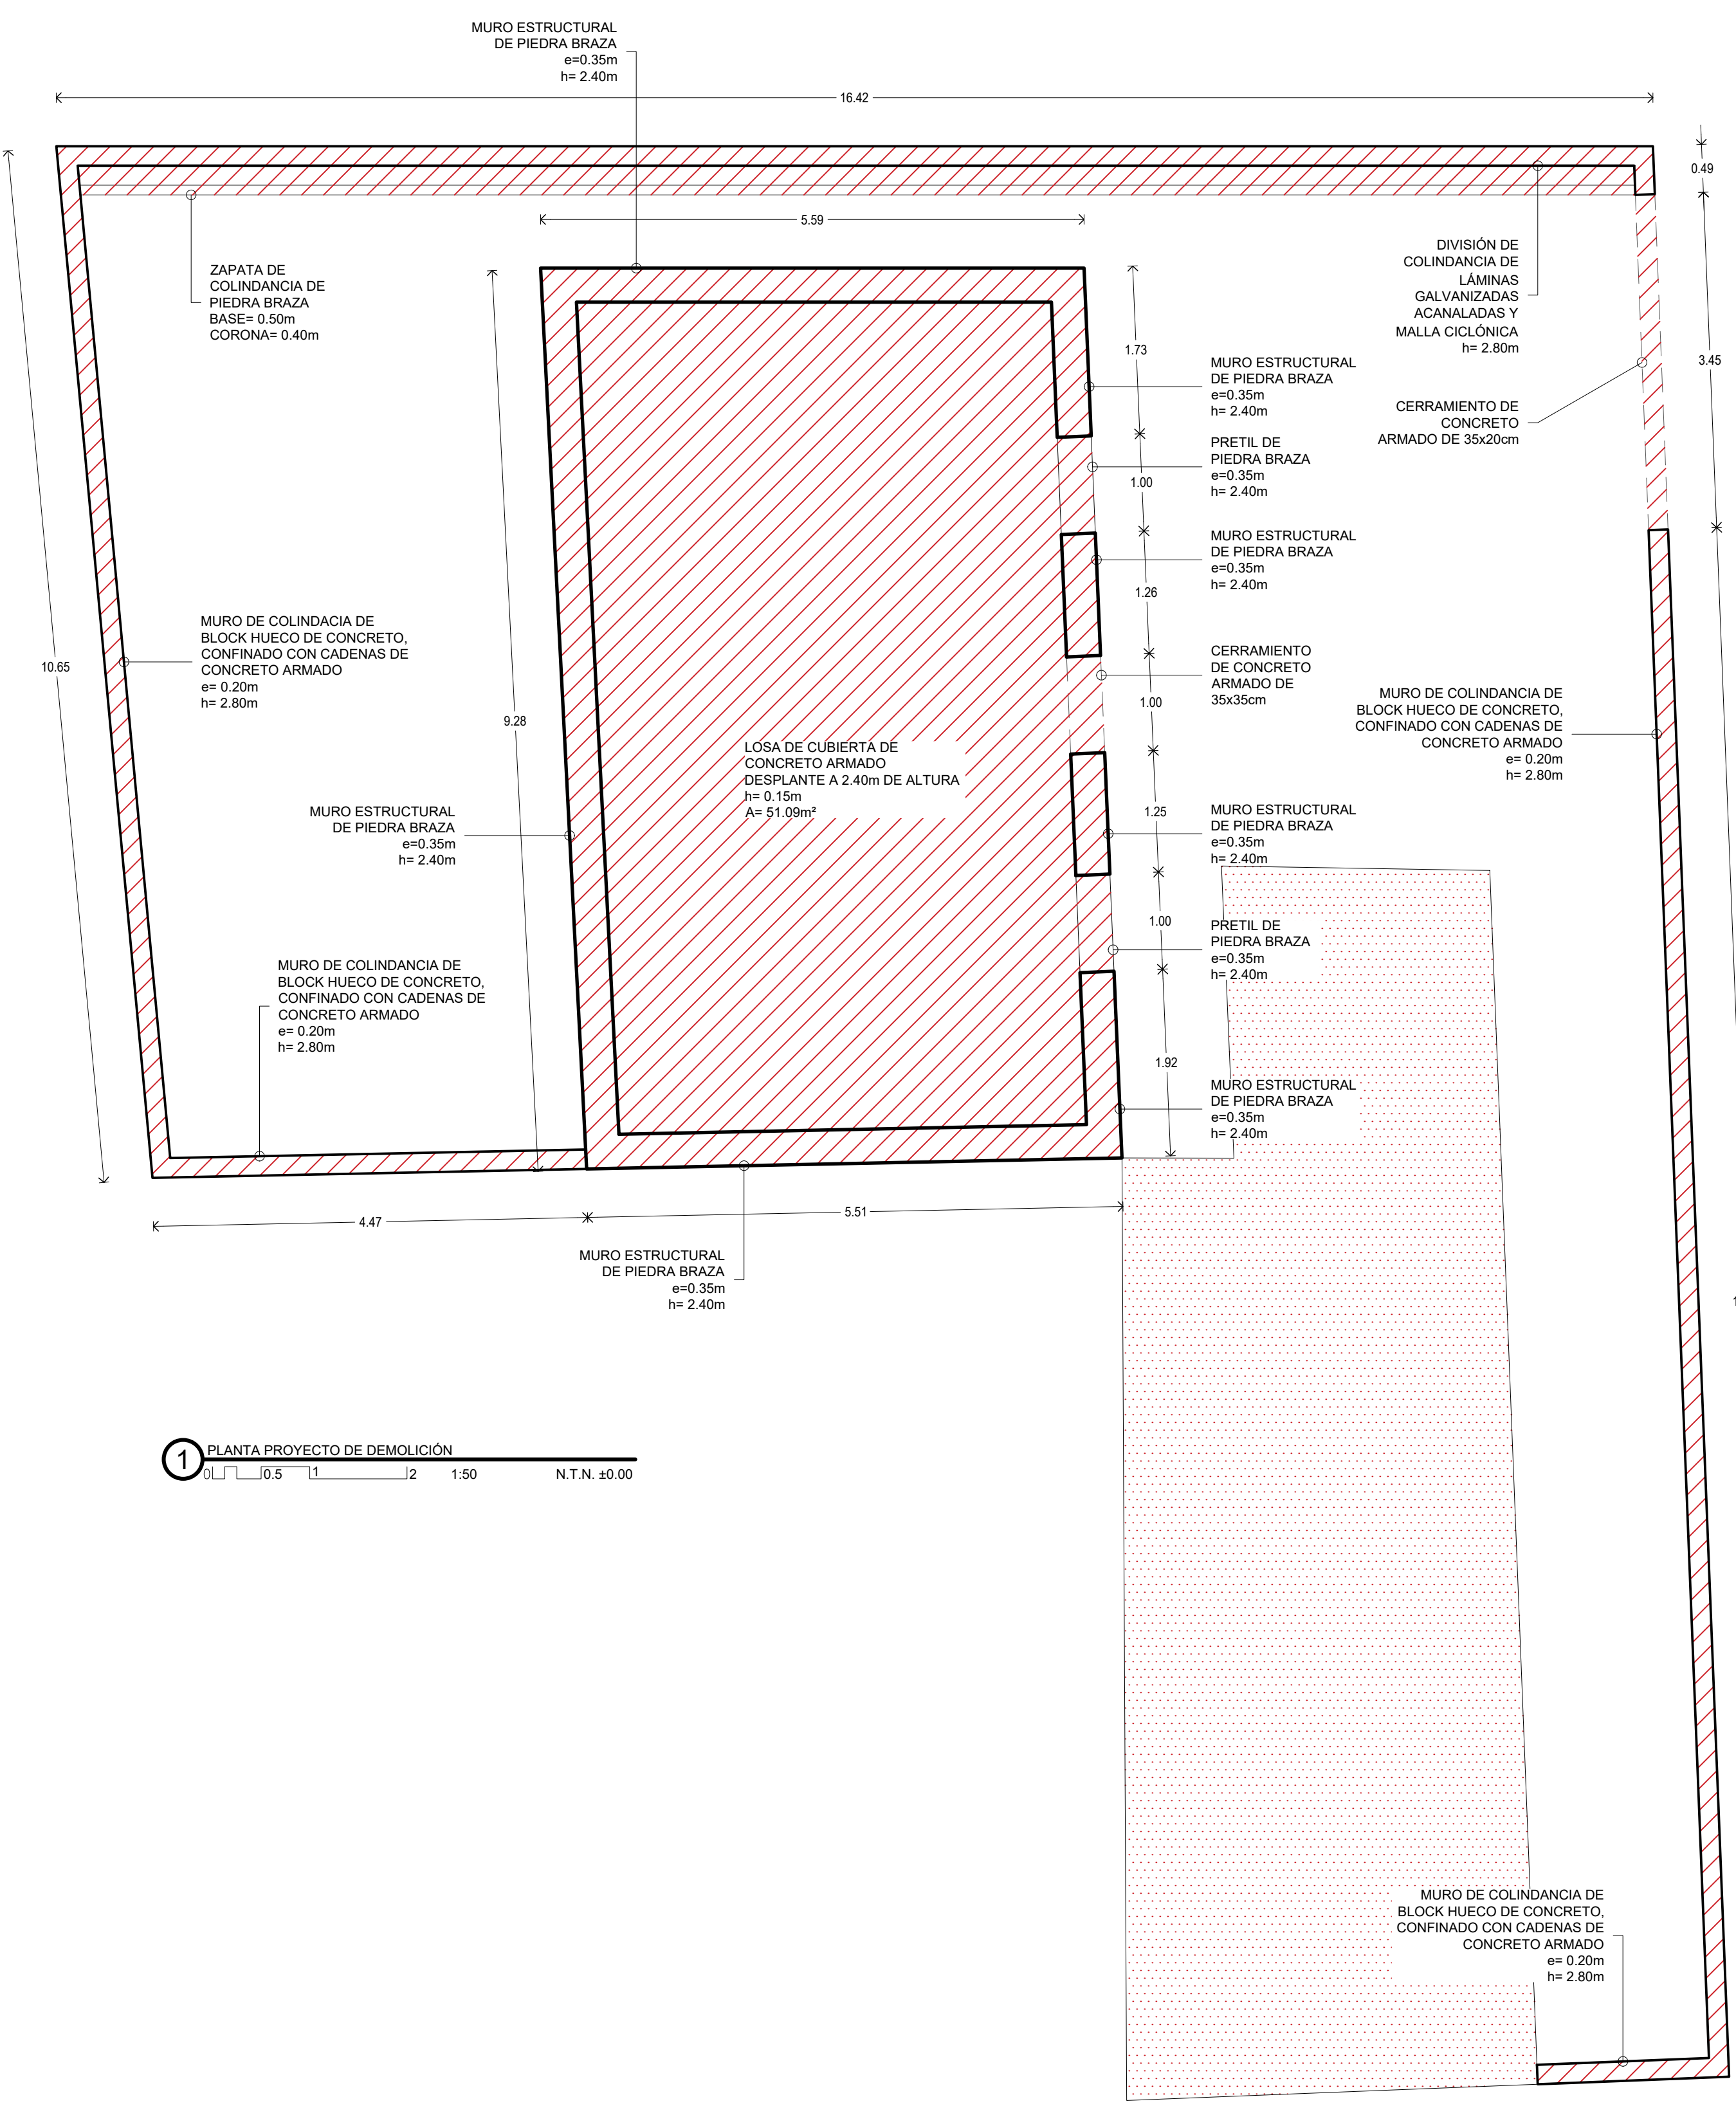 MURO ESTRUCTURAL
DE PIEDRA BRAZA
e=0.35m
h= 2.40m
16.42
0.49
5.59
ZAPATA DE
COLINDANCIA DE
PIEDRA BRAZA
BASE= 0.50m
CORONA= 0.40m
DIVISIÓN DE
COLINDANCIA DE
LÁMINAS
GALVANIZADAS
ACANALADAS Y
MALLA CICLÓNICA
h= 2.80m
1.73
3.45
MURO ESTRUCTURAL
DE PIEDRA BRAZA
e=0.35m
h= 2.40m
CERRAMIENTO DE
CONCRETO
ARMADO DE 35x20cm
PRETIL DE
PIEDRA BRAZA
e=0.35m
h= 2.40m
1.00
MURO ESTRUCTURAL
DE PIEDRA BRAZA
e=0.35m
h= 2.40m
1.26
MURO DE COLINDACIA DE
BLOCK HUECO DE CONCRETO,
CONFINADO CON CADENAS DE
CONCRETO ARMADO
e= 0.20m
h= 2.80m
10.65
CERRAMIENTO
DE CONCRETO
ARMADO DE
35x35cm
1.00
MURO DE COLINDANCIA DE
BLOCK HUECO DE CONCRETO,
CONFINADO CON CADENAS DE
CONCRETO ARMADO
e= 0.20m
h= 2.80m
9.28
LOSA DE CUBIERTA DE
CONCRETO ARMADO
DESPLANTE A 2.40m DE ALTURA
h= 0.15m
A= 51.09m²
MURO ESTRUCTURAL
DE PIEDRA BRAZA
e=0.35m
h= 2.40m
1.25
MURO ESTRUCTURAL
DE PIEDRA BRAZA
e=0.35m
h= 2.40m
1.00
PRETIL DE
PIEDRA BRAZA
e=0.35m
h= 2.40m
MURO DE COLINDANCIA DE
BLOCK HUECO DE CONCRETO,
CONFINADO CON CADENAS DE
CONCRETO ARMADO
e= 0.20m
h= 2.80m
1.92
MURO ESTRUCTURAL
DE PIEDRA BRAZA
e=0.35m
h= 2.40m
4.47
5.51
MURO ESTRUCTURAL
DE PIEDRA BRAZA
e=0.35m
h= 2.40m
1 PLANTA PROYECTO DE DEMOLICIÓN
0 0.5 1 2 1:50 N.T.N. ±0.00
MURO DE COLINDANCIA DE
BLOCK HUECO DE CONCRETO,
CONFINADO CON CADENAS DE
CONCRETO ARMADO
e= 0.20m
h= 2.80m